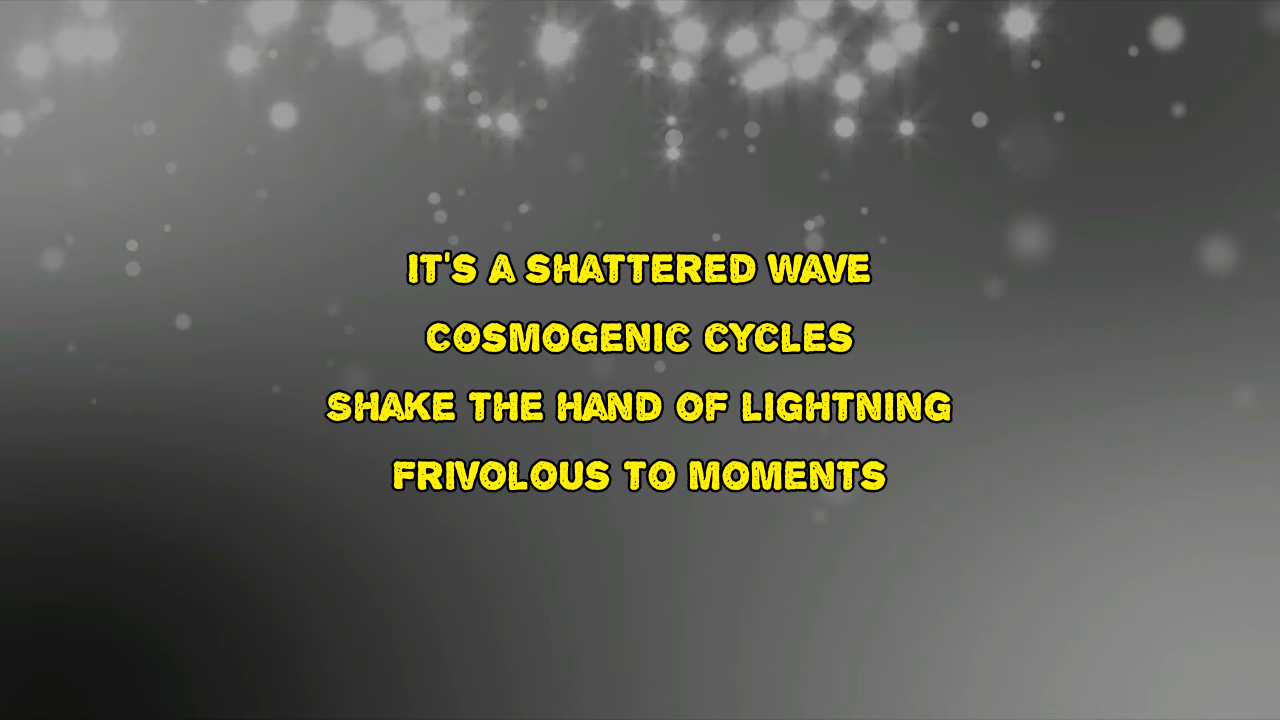 IT'S A SHATTERED WAVE
COSMOGENIC CYCLES
SHAKE THE HAND OF LIGHTNING
FRIVOLOUS TO MOMENTS